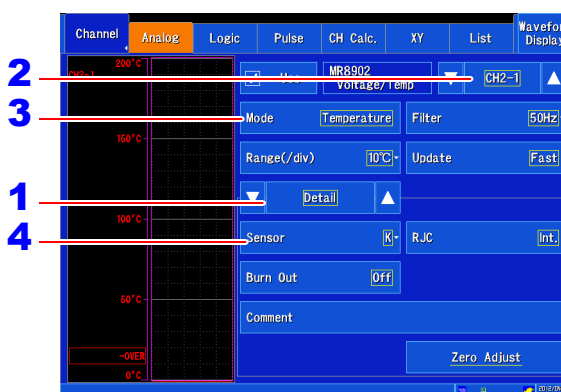 Channel Analog Logic Pulse CH Calc. XY List Wavefor Display
2
200°C
CH2-1
Use
MR8902
Voltage/Temp
CH2-1
3
Mode Temperature Filter 50Hz
150°C
Range(/div) 10℃ Update Fast
1
Detail
100°C
4
Sensor K RJC Int.
Burn Out Off
50°C
Comment
-OVER
0°C
Zero Adjust